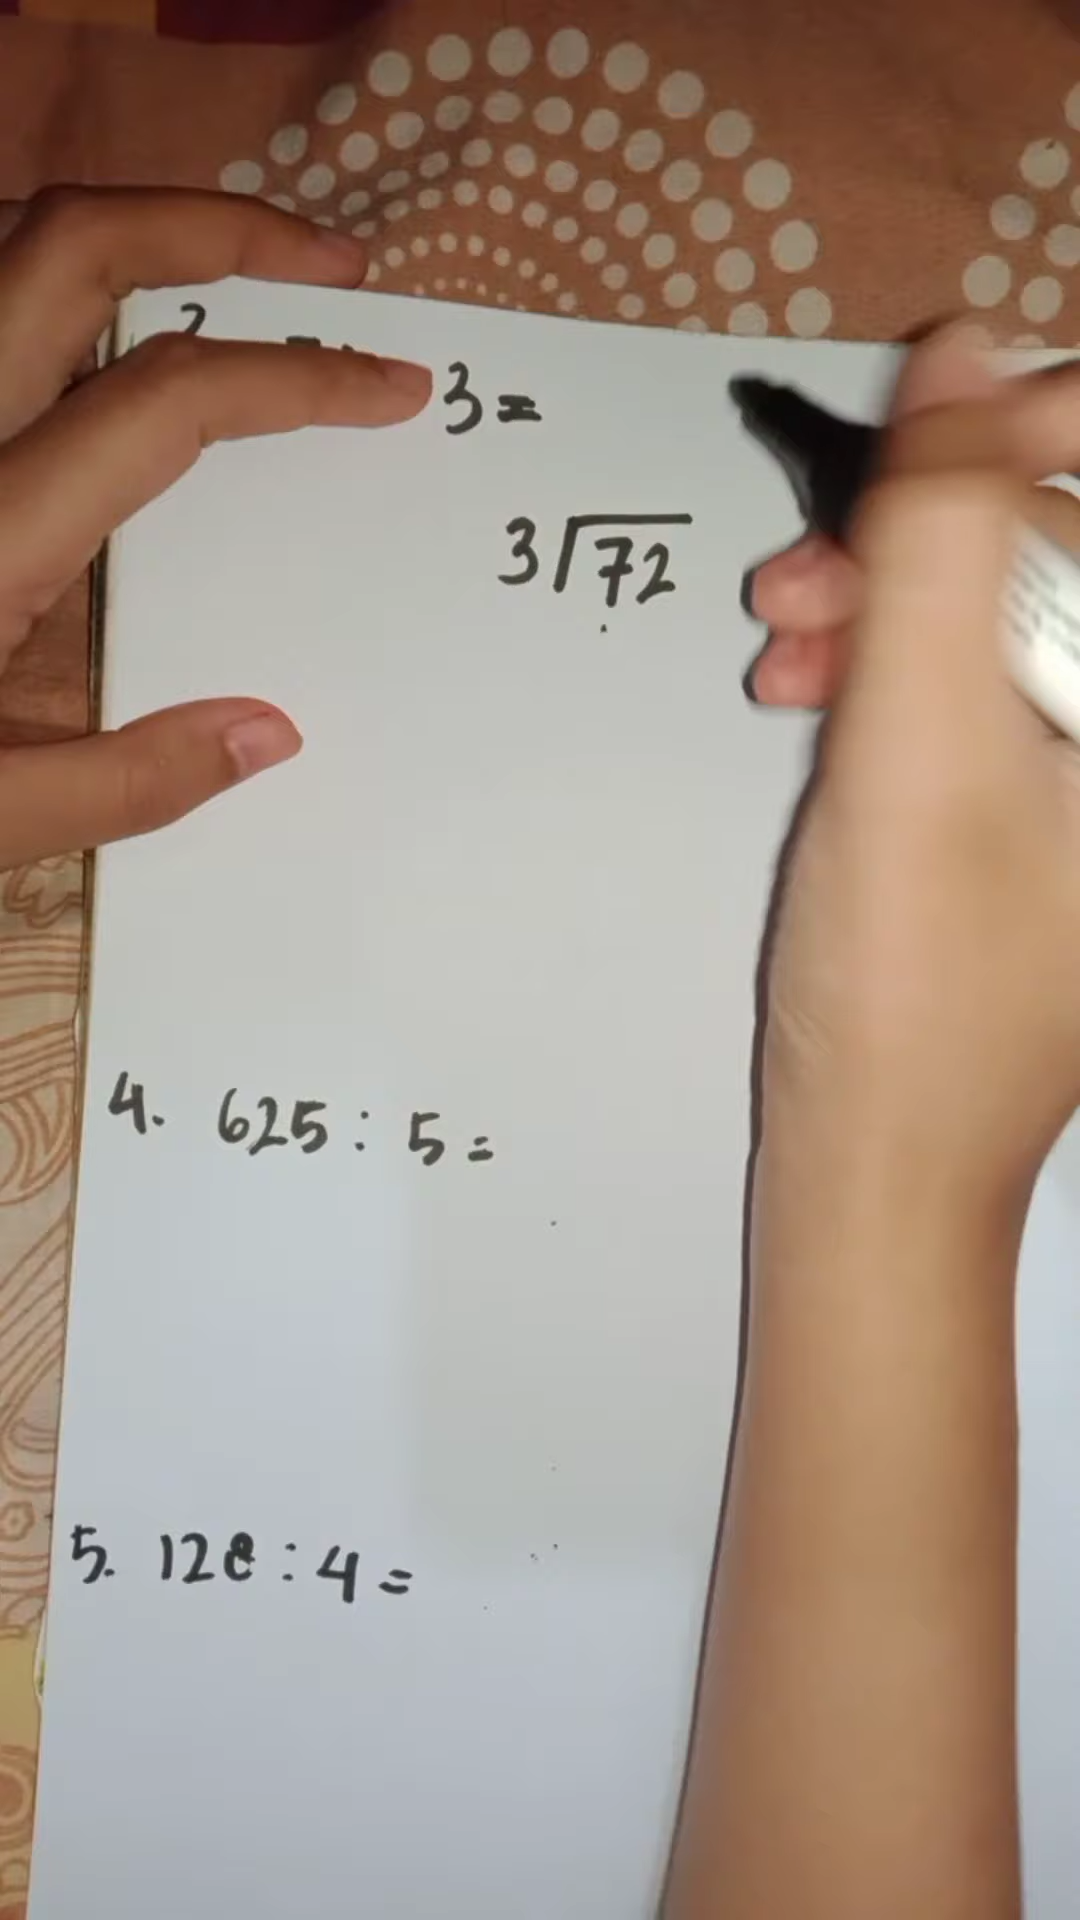 3 =
3√72
4. 625 : 5 =
5. 128 : 4 =